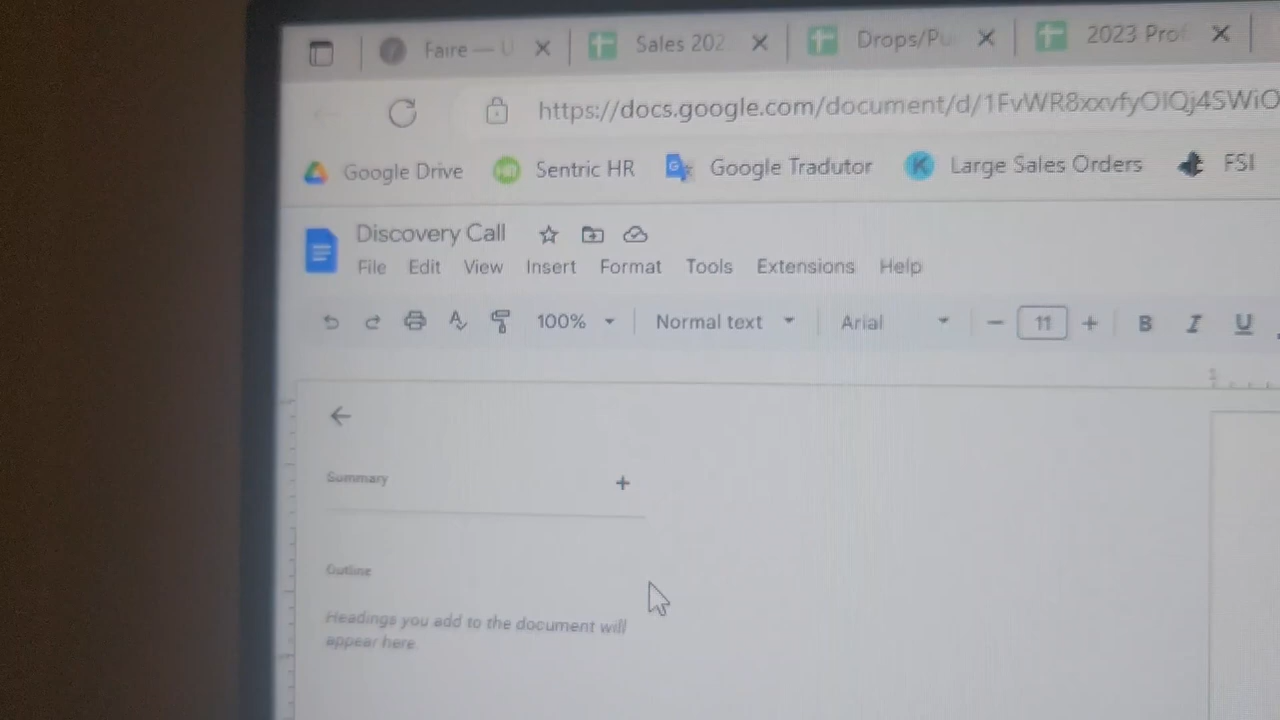 Faire — U
Sales 202
Drops/Pu
2023 Prof
https://docs.google.com/document/d/1FvWR8xxvfyOIQj4SWiO
Google Drive
Sentric HR
Google Tradutor
K Large Sales Orders
FSI
Discovery Call
File Edit View Insert Format Tools Extensions Help
100% Normal text Arial − 11 + B I U
Summary +
Outline
Headings you add to the document will
appear here.